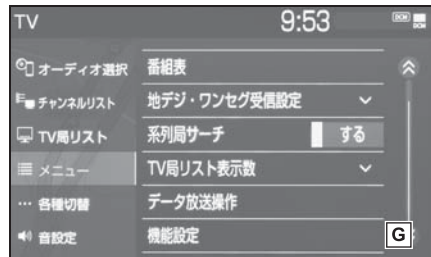 TV 9:53
オーディオ選択
チャンネルリスト
TV局リスト
メニュー
各種切替
音設定
番組表
地デジ・ワンセグ受信設定
系列局サーチ する
TV局リスト表示数
データ放送操作
機能設定
G